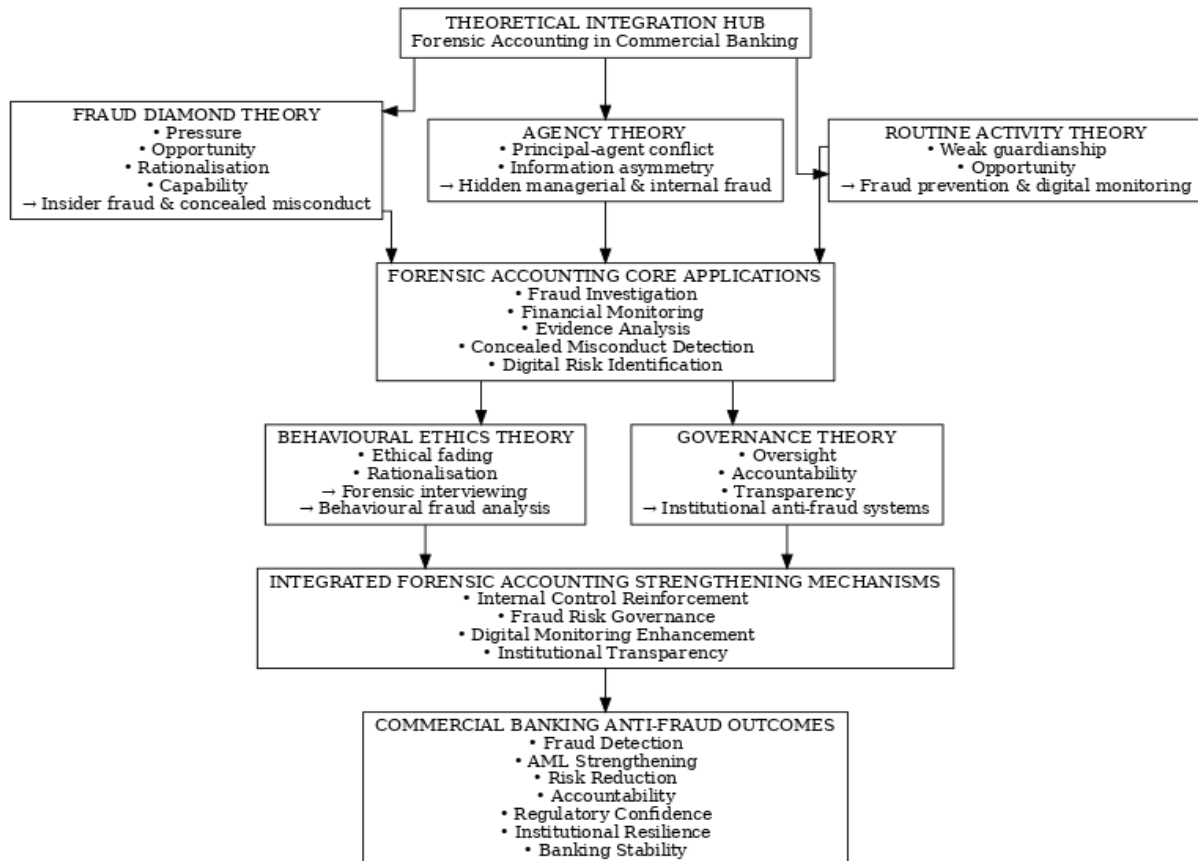 THEORETICAL INTEGRATION HUB
Forensic Accounting in Commercial Banking
FRAUD DIAMOND THEORY
• Pressure
• Opportunity
• Rationalisation
• Capability
→ Insider fraud & concealed misconduct
AGENCY THEORY
• Principal-agent conflict
• Information asymmetry
→ Hidden managerial & internal fraud
ROUTINE ACTIVITY THEORY
• Weak guardianship
• Opportunity
→ Fraud prevention & digital monitoring
FORENSIC ACCOUNTING CORE APPLICATIONS
• Fraud Investigation
• Financial Monitoring
• Evidence Analysis
• Concealed Misconduct Detection
• Digital Risk Identification
BEHAVIOURAL ETHICS THEORY
• Ethical fading
• Rationalisation
→ Forensic interviewing
→ Behavioural fraud analysis
GOVERNANCE THEORY
• Oversight
• Accountability
• Transparency
→ Institutional anti-fraud systems
INTEGRATED FORENSIC ACCOUNTING STRENGTHENING MECHANISMS
• Internal Control Reinforcement
• Fraud Risk Governance
• Digital Monitoring Enhancement
• Institutional Transparency
COMMERCIAL BANKING ANTI-FRAUD OUTCOMES
• Fraud Detection
• AML Strengthening
• Risk Reduction
• Accountability
• Regulatory Confidence
• Institutional Resilience
• Banking Stability